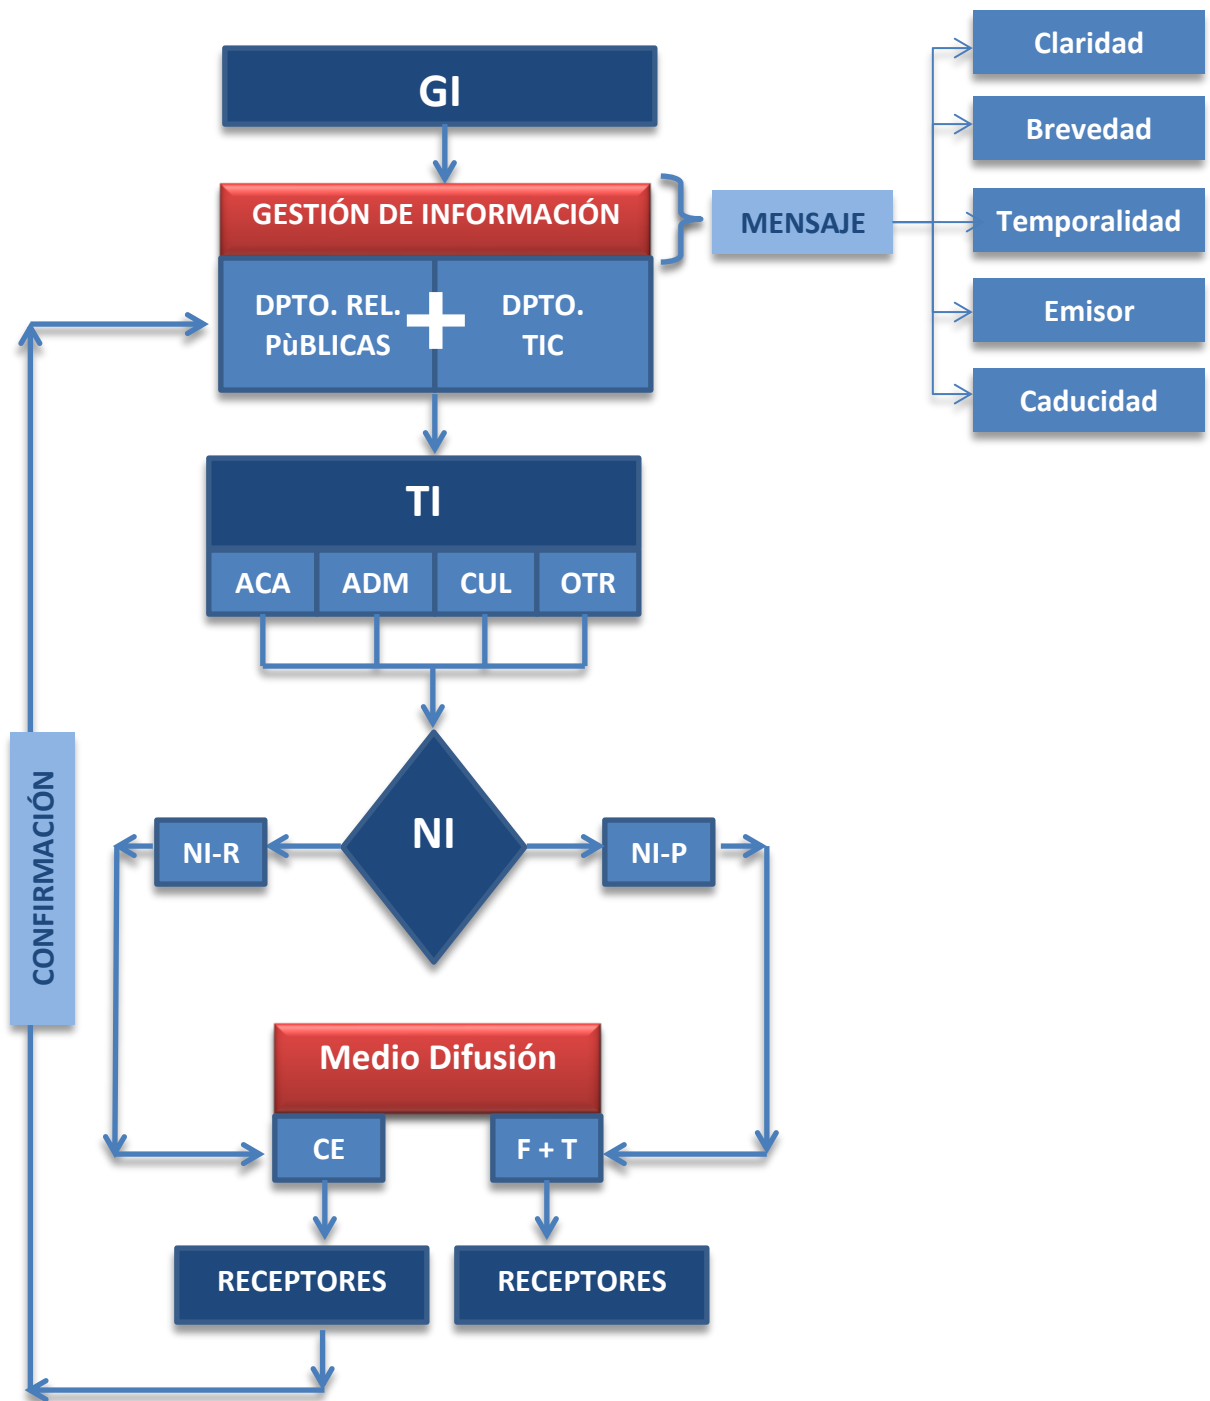 GI
GESTIÓN DE INFORMACIÓN
DPTO. REL.
PùBLICAS
DPTO.
TIC
MENSAJE
Claridad
Brevedad
Temporalidad
Emisor
Caducidad
TI
ACA
ADM
CUL
OTR
NI
NI-R
NI-P
CONFIRMACIÓN
Medio Difusión
CE
F + T
RECEPTORES
RECEPTORES